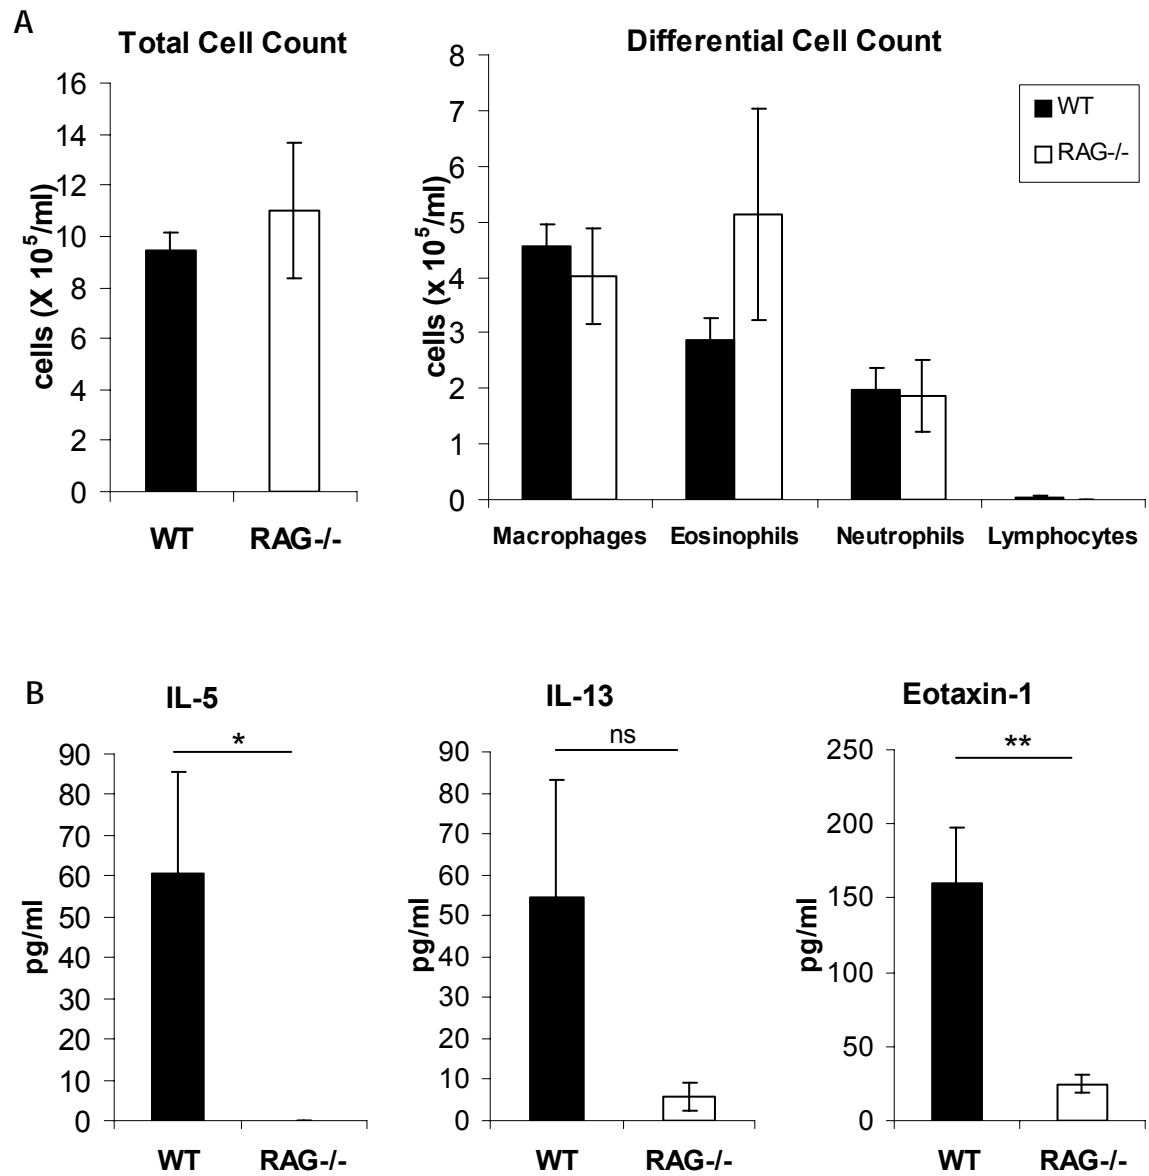 A
Total Cell Count
cells (X 10⁵/ml)
16
14
12
10
8
6
4
2
0
WT RAG-/-
Differential Cell Count
cells (x 10⁵/ml)
8
7
6
5
4
3
2
1
0
Macrophages Eosinophils Neutrophils Lymphocytes
WT
RAG-/-
B
IL-5
*
pg/ml
90
80
70
60
50
40
30
20
10
0
WT RAG-/-
IL-13
ns
pg/ml
90
80
70
60
50
40
30
20
10
0
WT RAG-/-
Eotaxin-1
**
pg/ml
250
200
150
100
50
0
WT RAG-/-